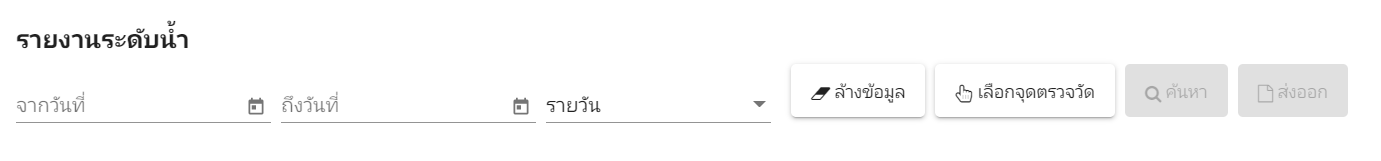 รายงานระดับน้ำ
จากวันที่ ถึงวันที่ รายวัน ล้างข้อมูล เลือกจุดตรวจวัด ค้นหา ส่งออก